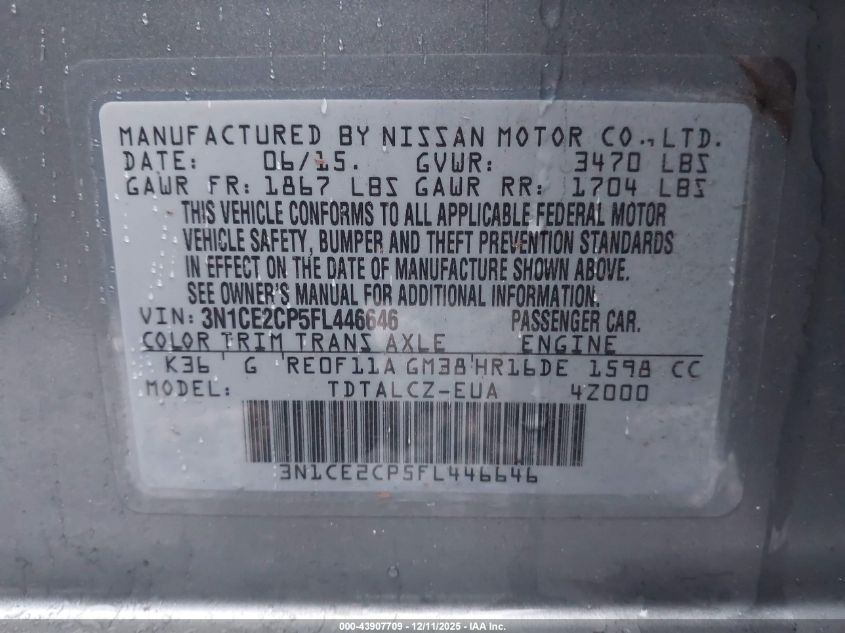 MANUFACTURED BY NISSAN MOTOR CO.,LTD.
DATE: 06/15. GVWR: 3470 LBS
GAWR FR: 1867 LBS GAWR RR: 1704 LBS
THIS VEHICLE CONFORMS TO ALL APPLICABLE FEDERAL MOTOR
VEHICLE SAFETY, BUMPER AND THEFT PREVENTION STANDARDS
IN EFFECT ON THE DATE OF MANUFACTURE SHOWN ABOVE.
SEE OWNER'S MANUAL FOR ADDITIONAL INFORMATION.
VIN: 3N1CE2CP5FL446646 PASSENGER CAR.
COLOR TRIM TRANS AXLE ENGINE
K36 G RE0F11A GM38 HR16DE 1598 CC
MODEL: TDTALCZ-EUA 4Z000
3N1CE2CP5FL446646
000-43907709 - 12/11/2025 - IAA Inc.